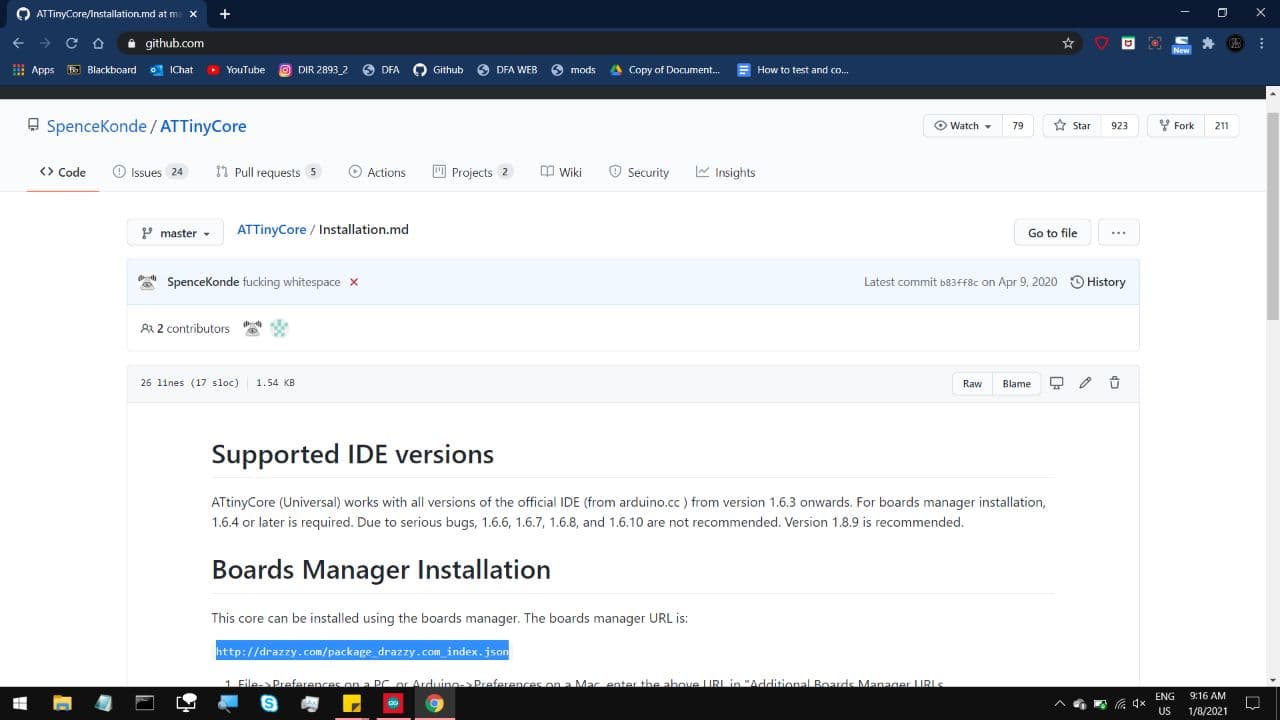 ATTinyCore/Installation.md at ma
github.com
New
Apps
Bb
Blackboard
IChat
YouTube
DIR 2893_2
DFA
Github
DFA WEB
mods
Copy of Document...
How to test and co...
SpenceKonde / ATTinyCore
Watch 79
Star 923
Fork 211
Code
Issues 24
Pull requests 5
Actions
Projects 2
Wiki
Security
Insights
master
ATTinyCore / Installation.md
Go to file
...
SpenceKonde fucking whitespace
Latest commit b83ff8c on Apr 9, 2020
History
2 contributors
26 lines (17 sloc) 1.54 KB
Raw
Blame
Supported IDE versions
ATtinyCore (Universal) works with all versions of the official IDE (from arduino.cc ) from version 1.6.3 onwards. For boards manager installation,
1.6.4 or later is required. Due to serious bugs, 1.6.6, 1.6.7, 1.6.8, and 1.6.10 are not recommended. Version 1.8.9 is recommended.
Boards Manager Installation
This core can be installed using the boards manager. The boards manager URL is:
http://drazzy.com/package_drazzy.com_index.json
1. File->Preferences on a PC, or Arduino->Preferences on a Mac, enter the above URL in "Additional Boards Manager URLs
ENG
US
9:16 AM
1/8/2021